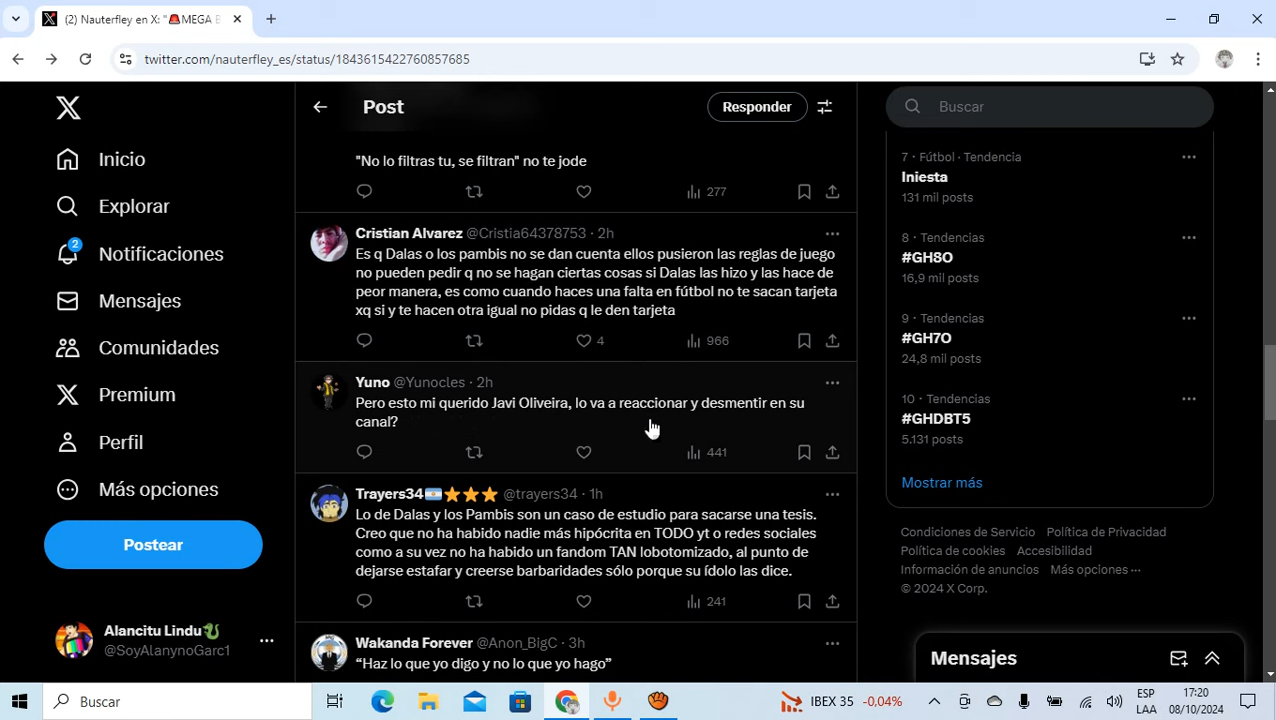 (2) Nauterfley en X: "🚨MEGA B
twitter.com/nauterfley_es/status/1843615422760857685
Inicio
Explorar
2
Notificaciones
Mensajes
Comunidades
Premium
Perfil
Más opciones
Postear
Alancitu Lindu🐍
@SoyAlanynoGarc1
Post
Responder
"No lo filtras tu, se filtran" no te jode
277
Cristian Alvarez @Cristia64378753 · 2h
Es q Dalas o los pambis no se dan cuenta ellos pusieron las reglas de juego
no pueden pedir q no se hagan ciertas cosas si Dalas las hizo y las hace de
peor manera, es como cuando haces una falta en fútbol no te sacan tarjeta
xq si y te hacen otra igual no pidas q le den tarjeta
4
966
Yuno @Yunocles · 2h
Pero esto mi querido Javi Oliveira, lo va a reaccionar y desmentir en su
canal?
441
Trayers34🇦🇷⭐⭐⭐ @trayers34 · 1h
Lo de Dalas y los Pambis son un caso de estudio para sacarse una tesis.
Creo que no ha habido nadie más hipócrita en TODO yt o redes sociales
como a su vez no ha habido un fandom TAN lobotomizado, al punto de
dejarse estafar y creerse barbaridades sólo porque su ídolo las dice.
241
Wakanda Forever @Anon_BigC · 3h
“Haz lo que yo digo y no lo que yo hago”
Buscar
7 · Fútbol · Tendencia
Iniesta
131 mil posts
8 · Tendencias
#GH8O
16,9 mil posts
9 · Tendencias
#GH7O
24,8 mil posts
10 · Tendencias
#GHDBT5
5.131 posts
Mostrar más
Condiciones de Servicio Política de Privacidad
Política de cookies Accesibilidad
Información de anuncios Más opciones ···
© 2024 X Corp.
Mensajes
Buscar
IBEX 35 -0,04%
ESP
LAA
17:20
08/10/2024